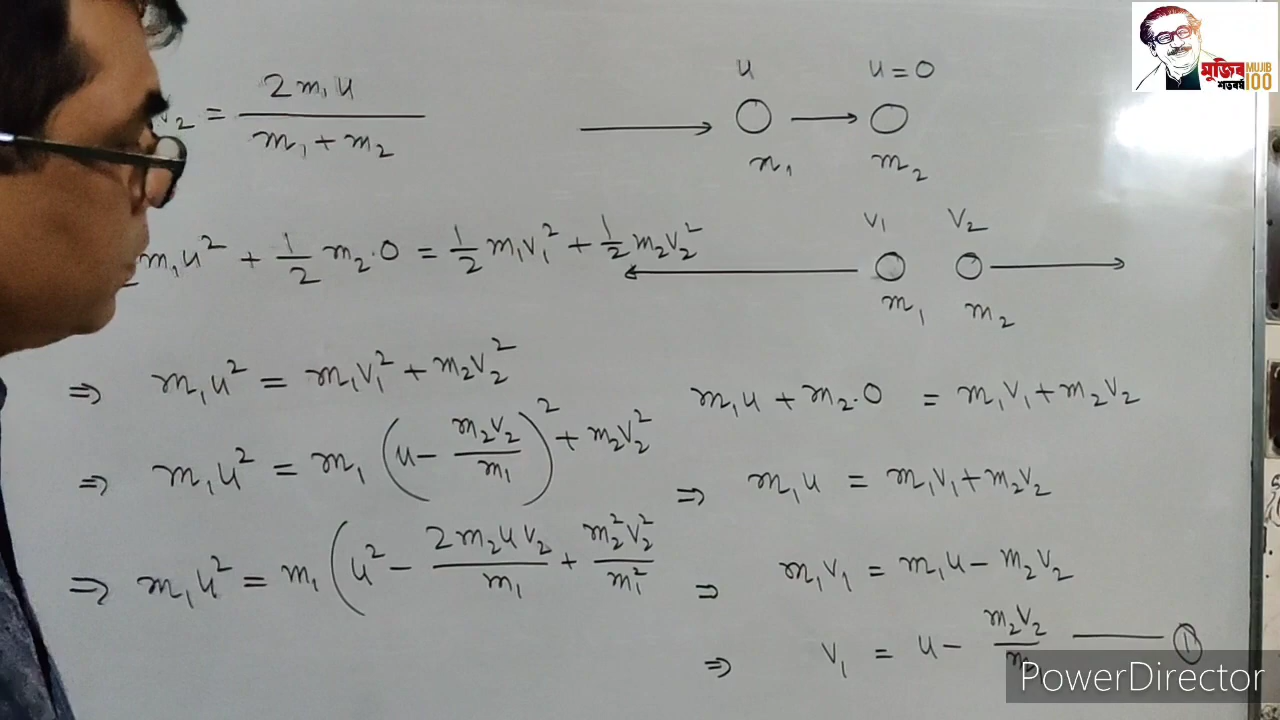 v₂ = 2m₁u / (m₁ + m₂)
u u = 0
m₁ m₂
m₁u² + 1/2 m₂.0 = 1/2 m₁v₁² + 1/2 m₂v₂²
v₁ v₂
m₁ m₂
⇒ m₁u² = m₁v₁² + m₂v₂²
⇒ m₁u² = m₁ (u - m₂v₂/m₁)² + m₂v₂²
⇒ m₁u² = m₁ (u² - 2m₂uv₂/m₁ + m₂²v₂²/m₁²
m₁u + m₂.0 = m₁v₁ + m₂v₂
⇒ m₁u = m₁v₁ + m₂v₂
⇒ m₁v₁ = m₁u - m₂v₂
⇒ v₁ = u - m₂v₂/m₁ — ①
মুজিব MUJIB
শতবর্ষ 100
PowerDirector